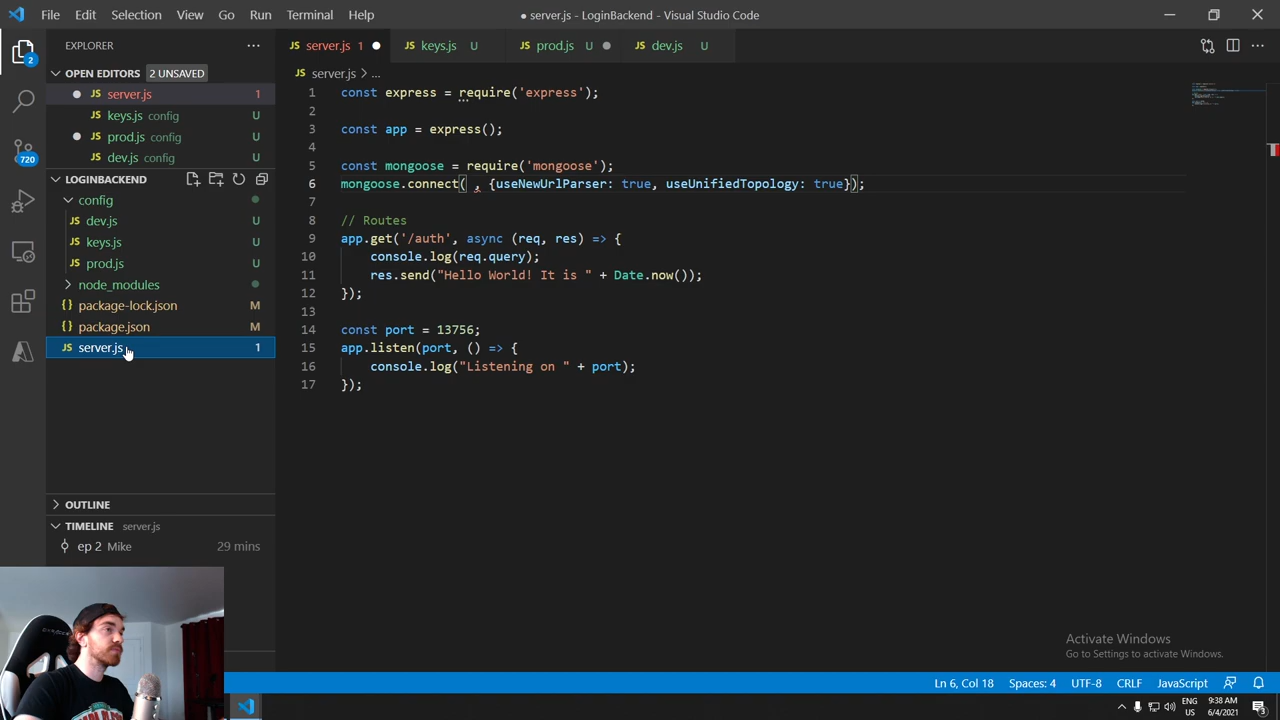 File Edit Selection View Go Run Terminal Help
● server.js - LoginBackend - Visual Studio Code
EXPLORER
OPEN EDITORS 2 UNSAVED
JS server.js 1
JS keys.js config U
JS prod.js config U
JS dev.js config U
LOGINBACKEND
config
JS dev.js U
JS keys.js U
JS prod.js U
node_modules
{} package-lock.json M
{} package.json M
JS server.js 1
OUTLINE
TIMELINE server.js
ep 2 Mike 29 mins
2
720
JS server.js 1 JS keys.js U JS prod.js U JS dev.js U
JS server.js > ...
1 const express = require('express');
2
3 const app = express();
4
5 const mongoose = require('mongoose');
6 mongoose.connect( , {useNewUrlParser: true, useUnifiedTopology: true});
7
8 // Routes
9 app.get('/auth', async (req, res) => {
10 console.log(req.query);
11 res.send("Hello World! It is " + Date.now());
12 });
13
14 const port = 13756;
15 app.listen(port, () => {
16 console.log("Listening on " + port);
17 });
Activate Windows
Go to Settings to activate Windows.
Ln 6, Col 18 Spaces: 4 UTF-8 CRLF JavaScript
ENG
US
9:38 AM
6/4/2021
3